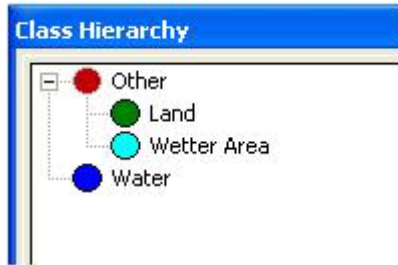 Class Hierarchy
Other
Land
Wetter Area
Water